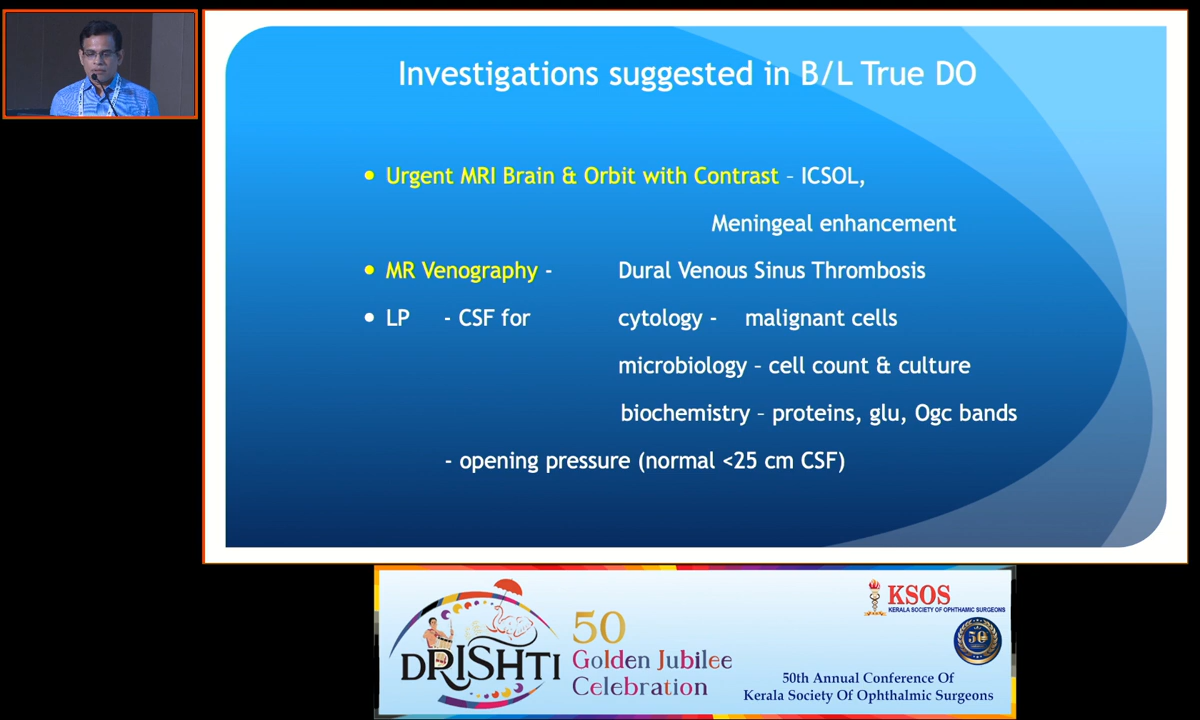 Investigations suggested in B/L True DO
• Urgent MRI Brain & Orbit with Contrast – ICSOL,
Meningeal enhancement
• MR Venography - Dural Venous Sinus Thrombosis
• LP - CSF for cytology - malignant cells
microbiology – cell count & culture
biochemistry – proteins, glu, Ogc bands
- opening pressure (normal <25 cm CSF)
DRISHTI
50
Golden Jubilee
Celebration
KSOS
KERALA SOCIETY OF OPHTHAMIC SURGEONS
50
50th Annual Conference Of
Kerala Society Of Ophthalmic Surgeons